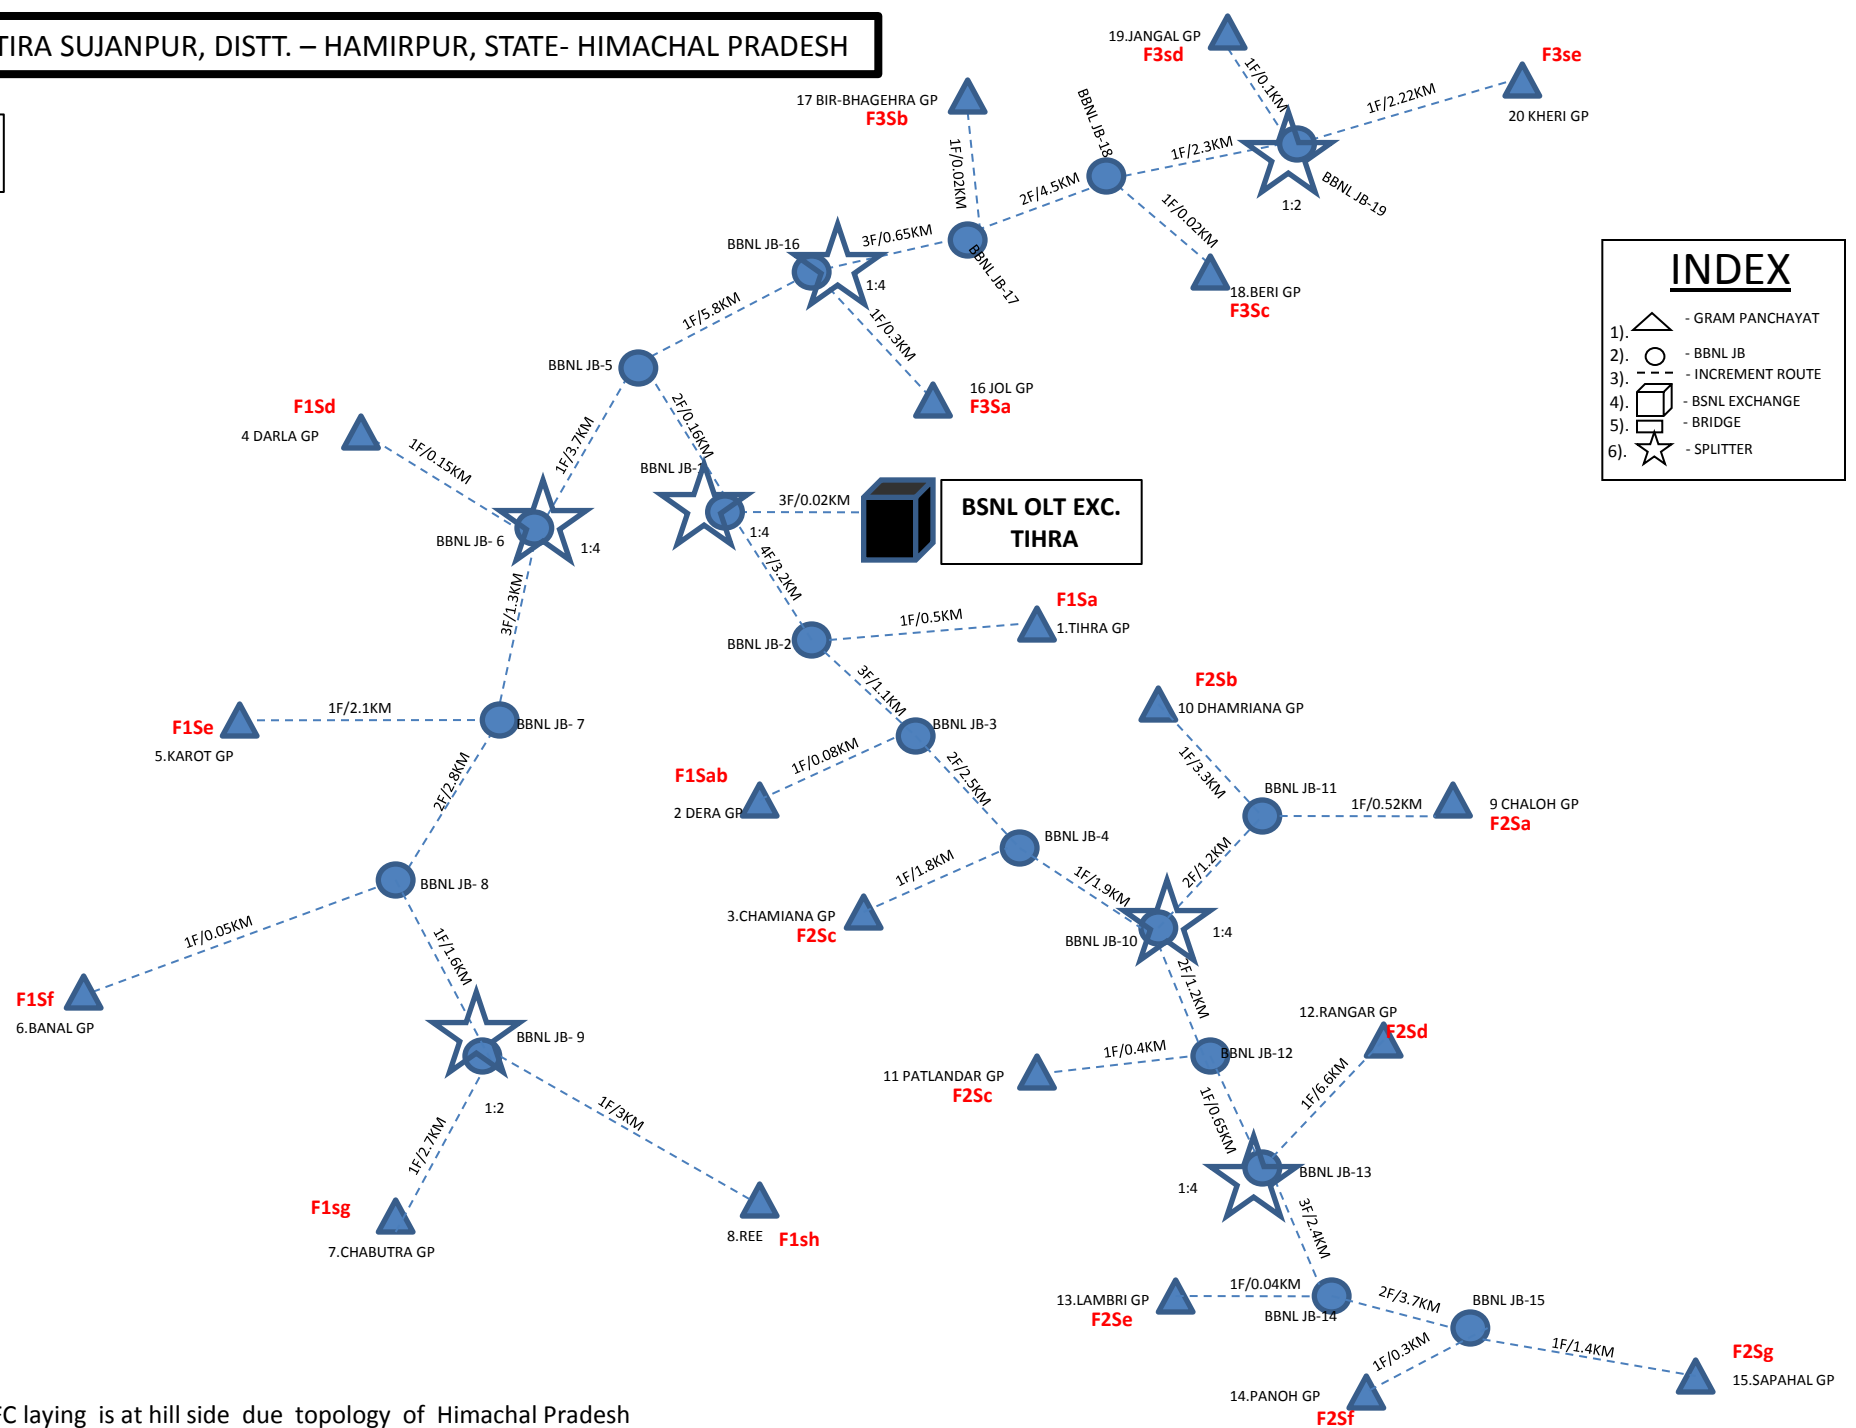 TIRA SUJANPUR, DISTT. – HAMIRPUR, STATE- HIMACHAL PRADESH
19.JANGAL GP
F3sd
1F/0.1KM
1F/2.22KM
F3se
20 KHERI GP
17 BIR-BHAGEHRA GP
F3Sb
1F/0.02KM
BBNL JB-18
1F/2.3KM
BBNL JB-19
1:2
2F/4.5KM
1F/0.02KM
18.BERI GP
F3Sc
BBNL JB-16
3F/0.65KM
BBNL JB-17
1:4
1F/5.8KM
1F/0.3KM
16 JOL GP
F3Sa
INDEX
1). - GRAM PANCHAYAT
2). - BBNL JB
3). - INCREMENT ROUTE
4). - BSNL EXCHANGE
5). - BRIDGE
6). - SPLITTER
BBNL JB-5
F1Sd
4 DARLA GP
1F/0.15KM
1F/3.7KM
2F/0.16KM
BBNL JB-1
3F/0.02KM
1:4
BSNL OLT EXC.
TIHRA
BBNL JB- 6
1:4
4F/3.2KM
3F/1.3KM
F1Sa
1F/0.5KM
1.TIHRA GP
BBNL JB-2
3F/1.1KM
F2Sb
10 DHAMRIANA GP
F1Se
1F/2.1KM
BBNL JB- 7
5.KAROT GP
BBNL JB-3
1F/0.08KM
F1Sab
2 DERA GP
2F/2.8KM
2F/2.5KM
1F/3.3KM
BBNL JB-11
1F/0.52KM
9 CHALOH GP
F2Sa
BBNL JB-4
1F/1.8KM
2F/1.2KM
1F/1.9KM
BBNL JB- 8
3.CHAMIANA GP
F2Sc
BBNL JB-10
1:4
1F/0.05KM
1F/1.6KM
2F/1.2KM
F1Sf
6.BANAL GP
BBNL JB- 9
12.RANGAR GP
F2Sd
1F/0.4KM
BBNL JB-12
11 PATLANDAR GP
F2Sc
1F/6.6KM
1:2
1F/3KM
1F/0.65KM
1F/2.7KM
BBNL JB-13
1:4
F1sg
7.CHABUTRA GP
8.REE
F1sh
3F/2.4KM
1F/0.04KM
13.LAMBRI GP
F2Se
BBNL JB-14
2F/3.7KM
BBNL JB-15
1F/0.3KM
1F/1.4KM
F2Sg
15.SAPAHAL GP
14.PANOH GP
F2Sf
FC laying is at hill side due topology of Himachal Pradesh